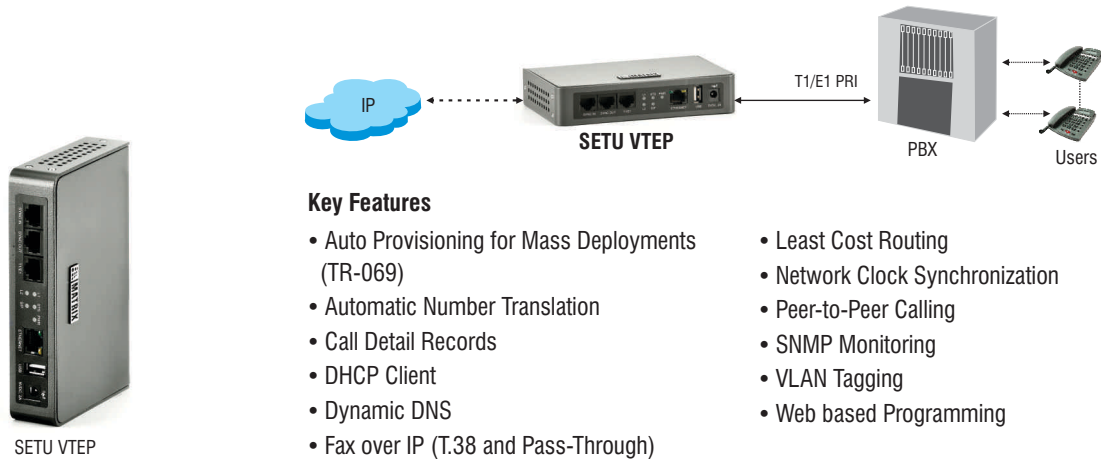 IP
T1/E1 PRI
SETU VTEP
PBX
Users
MATRIX
SETU VTEP
Key Features
• Auto Provisioning for Mass Deployments
(TR-069)
• Automatic Number Translation
• Call Detail Records
• DHCP Client
• Dynamic DNS
• Fax over IP (T.38 and Pass-Through)
• Least Cost Routing
• Network Clock Synchronization
• Peer-to-Peer Calling
• SNMP Monitoring
• VLAN Tagging
• Web based Programming